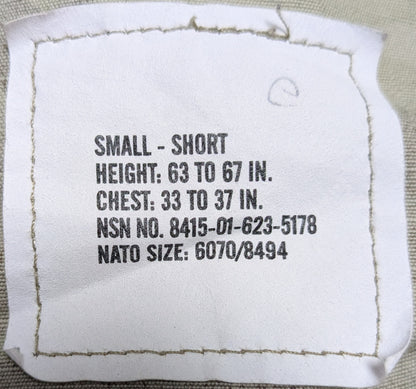 SMALL - SHORT
HEIGHT: 63 TO 67 IN.
CHEST: 33 TO 37 IN.
NSN NO. 8415-01-623-5178
NATO SIZE: 6070/8494